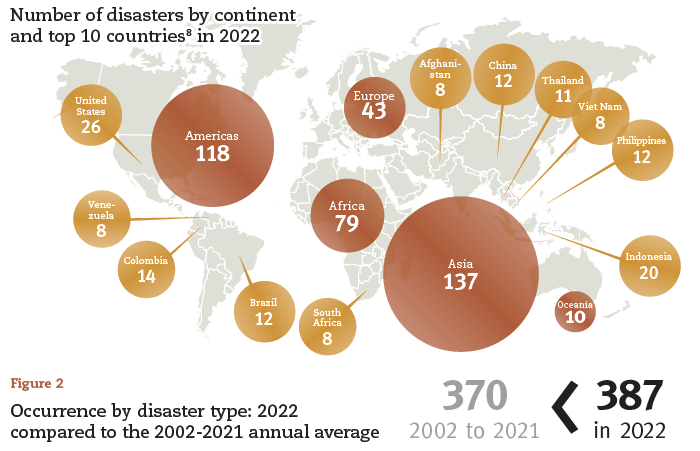 Number of disasters by continent
and top 10 countries⁸ in 2022
United
States
26
Americas
118
Europe
43
Afghani-
stan
8
China
12
Thailand
11
Viet Nam
8
Philippines
12
Vene-
zuela
8
Colombia
14
Brazil
12
Africa
79
South
Africa
8
Asia
137
Indonesia
20
Oceania
10
Figure 2
Occurrence by disaster type: 2022
compared to the 2002-2021 annual average
370
2002 to 2021
<
387
in 2022